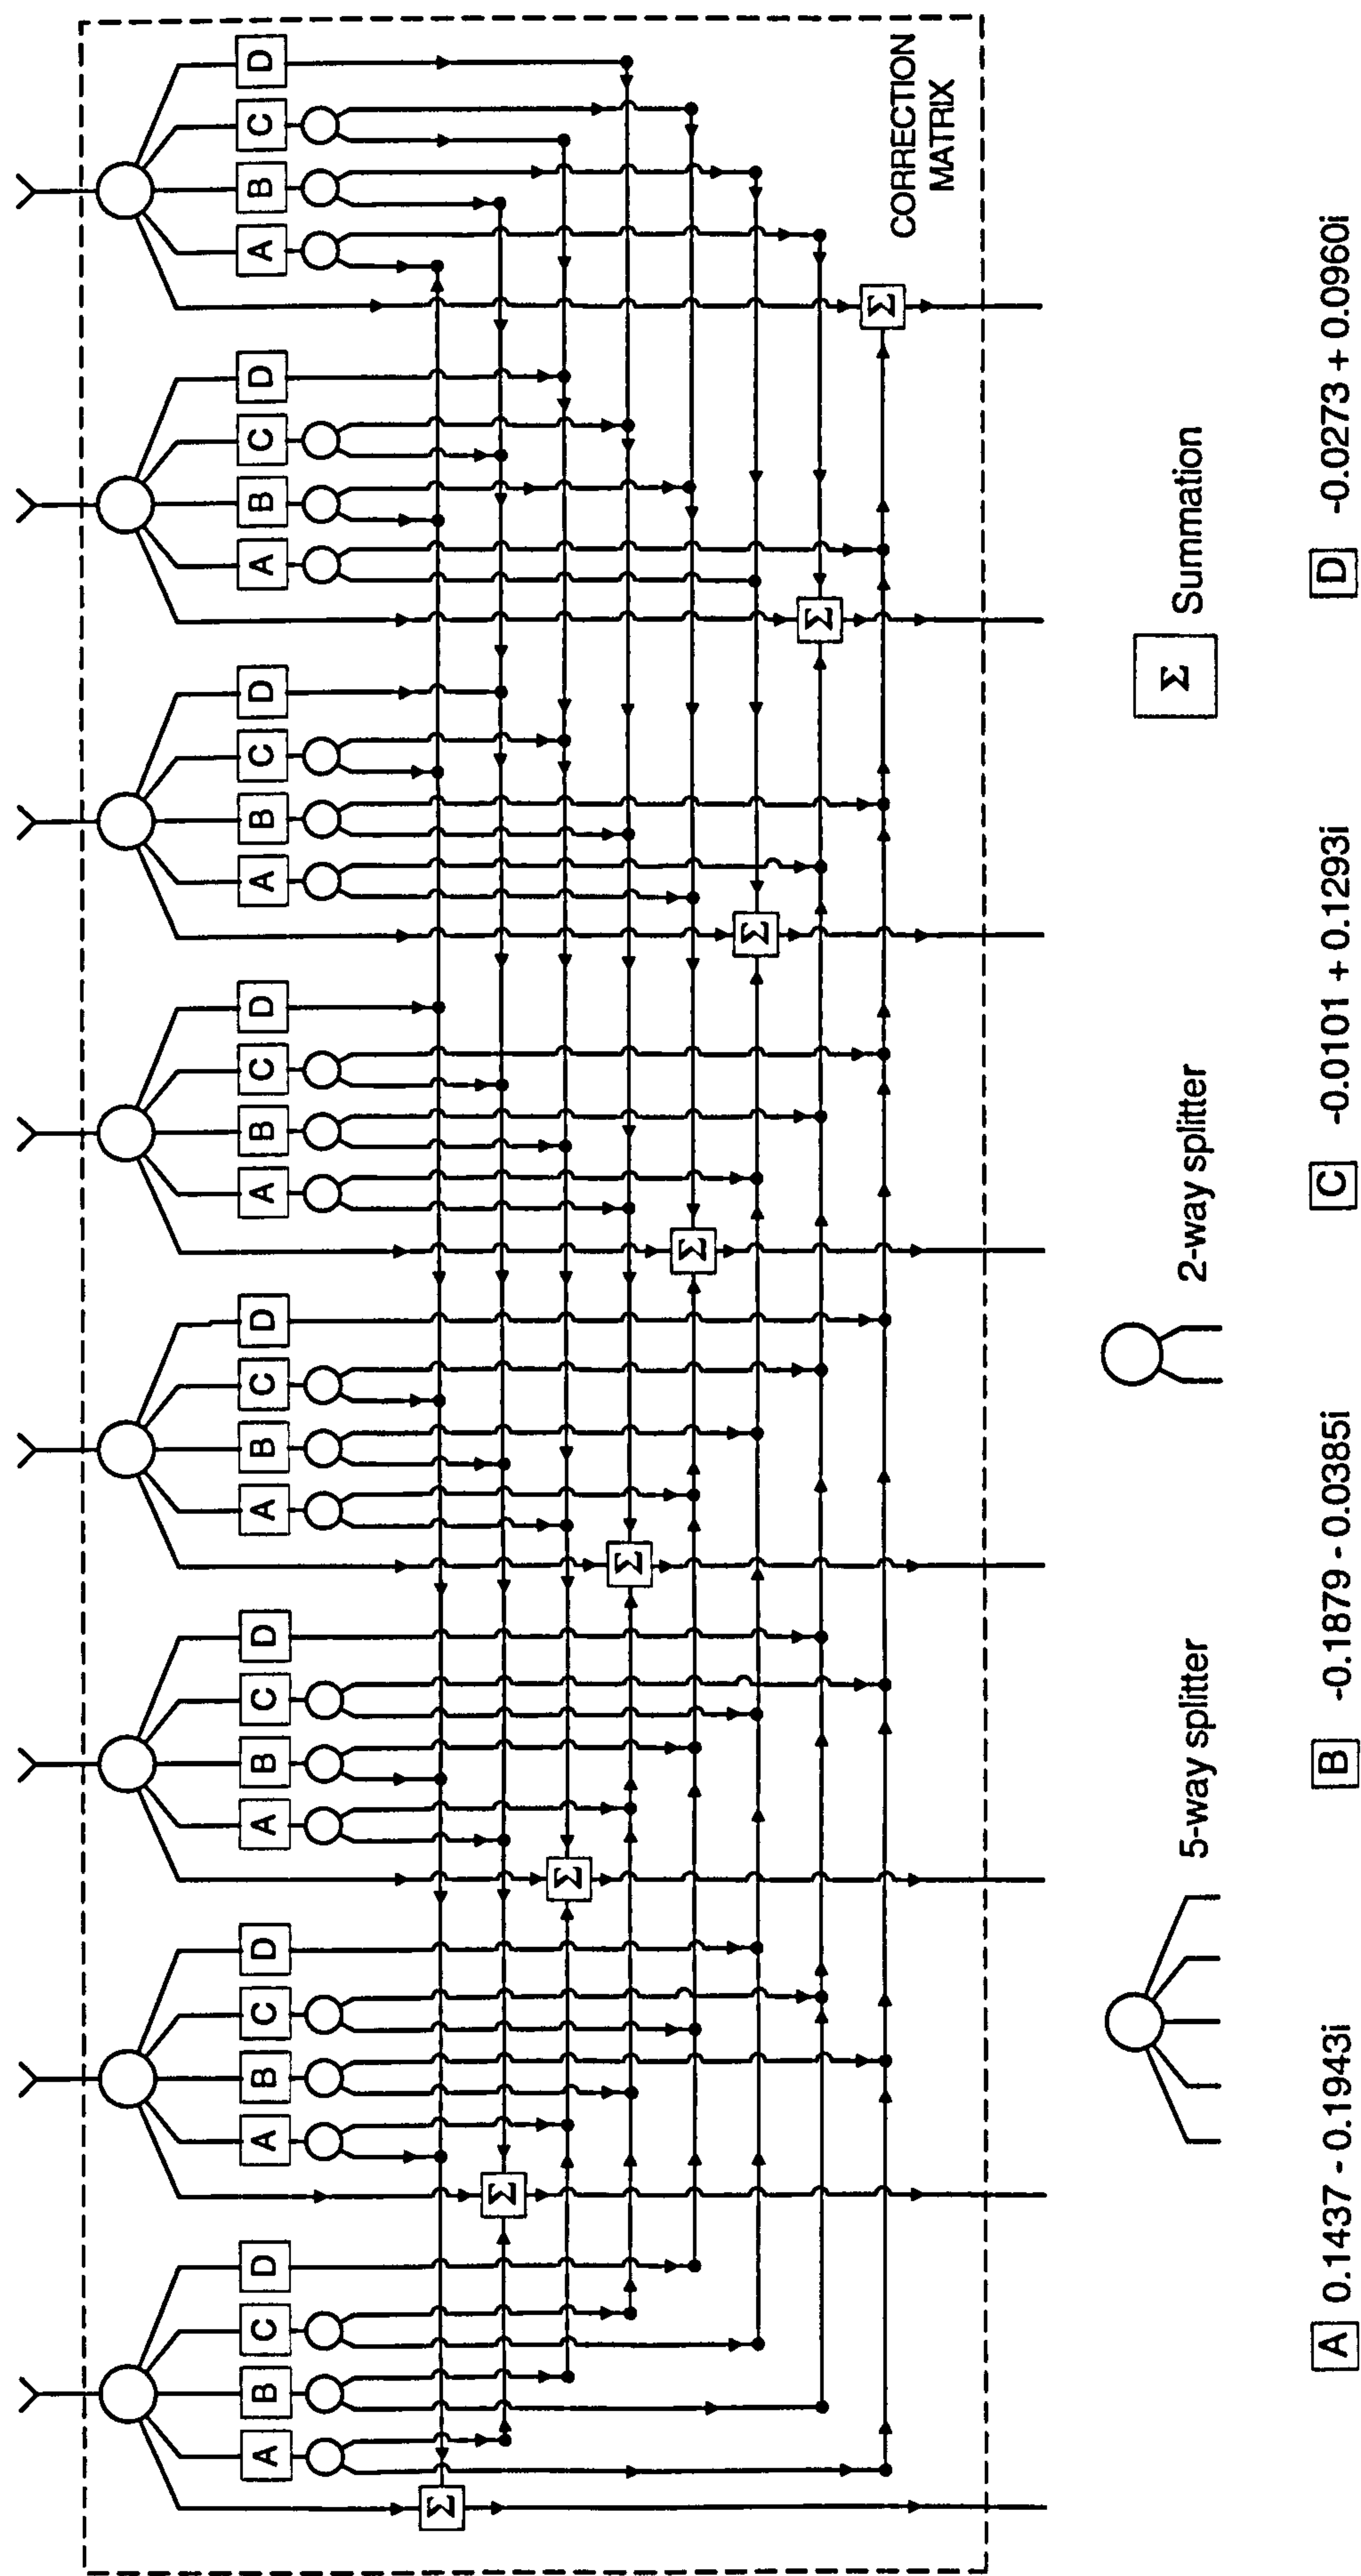 A B C D A B C D A B C D A B C D A B C D A B C D A B C D A B C D
Σ
Σ
Σ
Σ
Σ
Σ
Σ
Σ
CORRECTION
MATRIX
5-way splitter 2-way splitter Σ Summation
A 0.1437 - 0.1943i B -0.1879 - 0.0385i C -0.0101 + 0.1293i D -0.0273 + 0.0960i